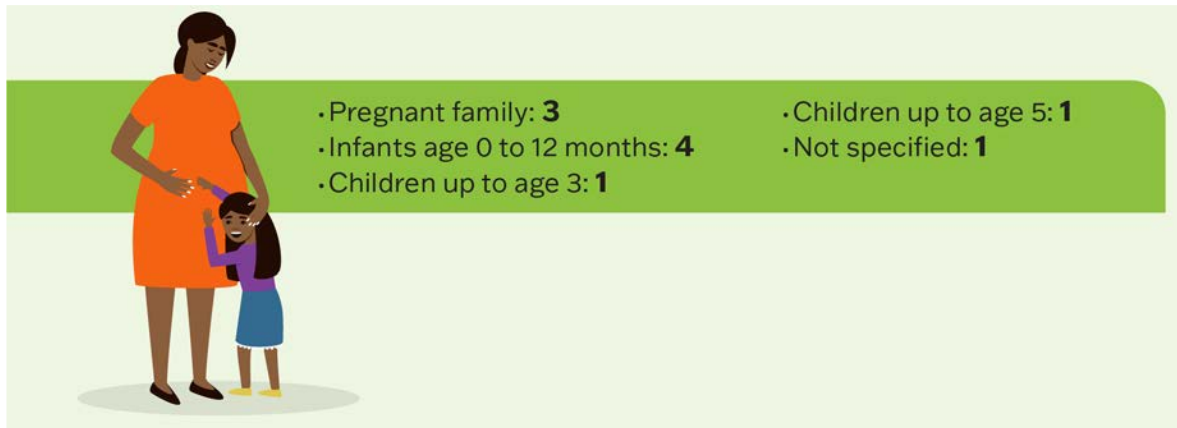 · Pregnant family: 3
· Infants age 0 to 12 months: 4
· Children up to age 3: 1
· Children up to age 5: 1
· Not specified: 1